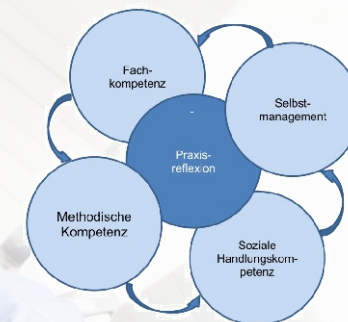 Fach-
kompetenz
Selbst-
management
Praxis-
reflexion
Methodische
Kompetenz
Soziale
Handlungskom-
petenz